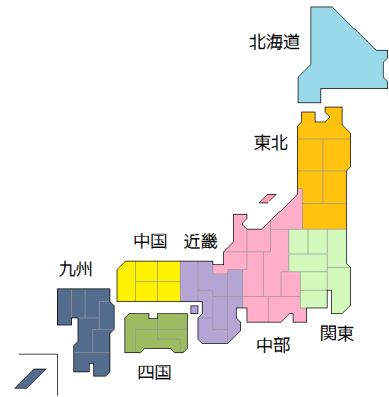 北海道
東北
中国
近畿
九州
関東
中部
四国